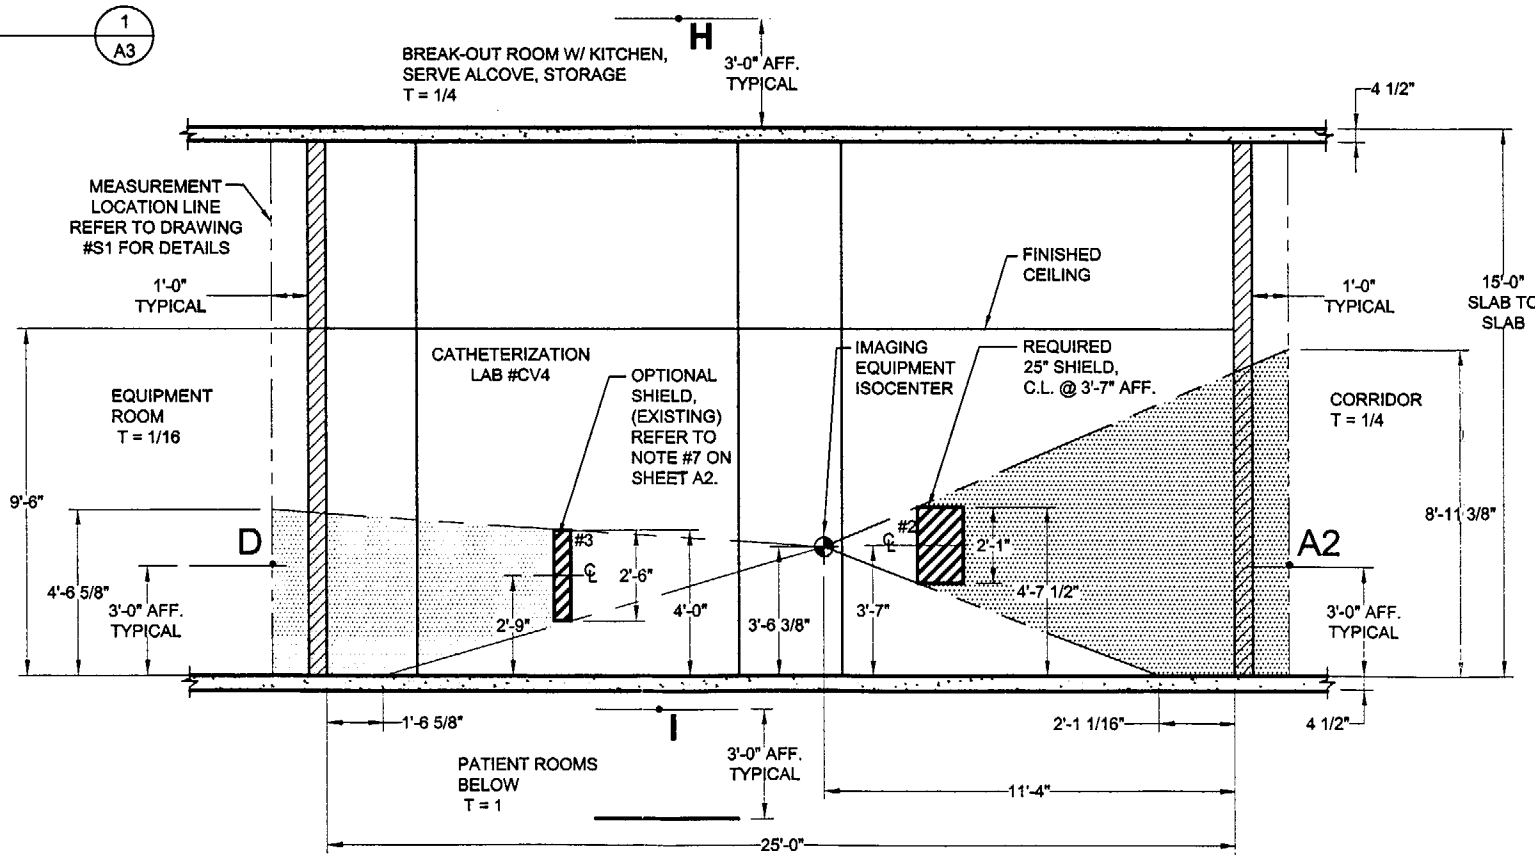 1
A3
H
BREAK-OUT ROOM W/ KITCHEN,
SERVE ALCOVE, STORAGE
T = 1/4
3'-0" AFF.
TYPICAL
4 1/2"
MEASUREMENT
LOCATION LINE
REFER TO DRAWING
#S1 FOR DETAILS
1'-0"
TYPICAL
FINISHED
CEILING
1'-0"
TYPICAL
15'-0"
SLAB TO
SLAB
CATHETERIZATION
LAB #CV4
OPTIONAL
SHIELD,
(EXISTING)
REFER TO
NOTE #7 ON
SHEET A2.
IMAGING
EQUIPMENT
ISOCENTER
REQUIRED
25" SHIELD,
C.L. @ 3'-7" AFF.
EQUIPMENT
ROOM
T = 1/16
CORRIDOR
T = 1/4
9'-6"
8'-11 3/8"
D
#3
CL
#2
CL
2'-1"
A2
4'-6 5/8"
3'-0" AFF.
TYPICAL
2'-9"
2'-6"
4'-0"
3'-6 3/8"
3'-7"
4'-7 1/2"
3'-0" AFF.
TYPICAL
1'-6 5/8"
I
2'-1 1/16"
4 1/2"
PATIENT ROOMS
BELOW
T = 1
3'-0" AFF.
TYPICAL
11'-4"
25'-0"